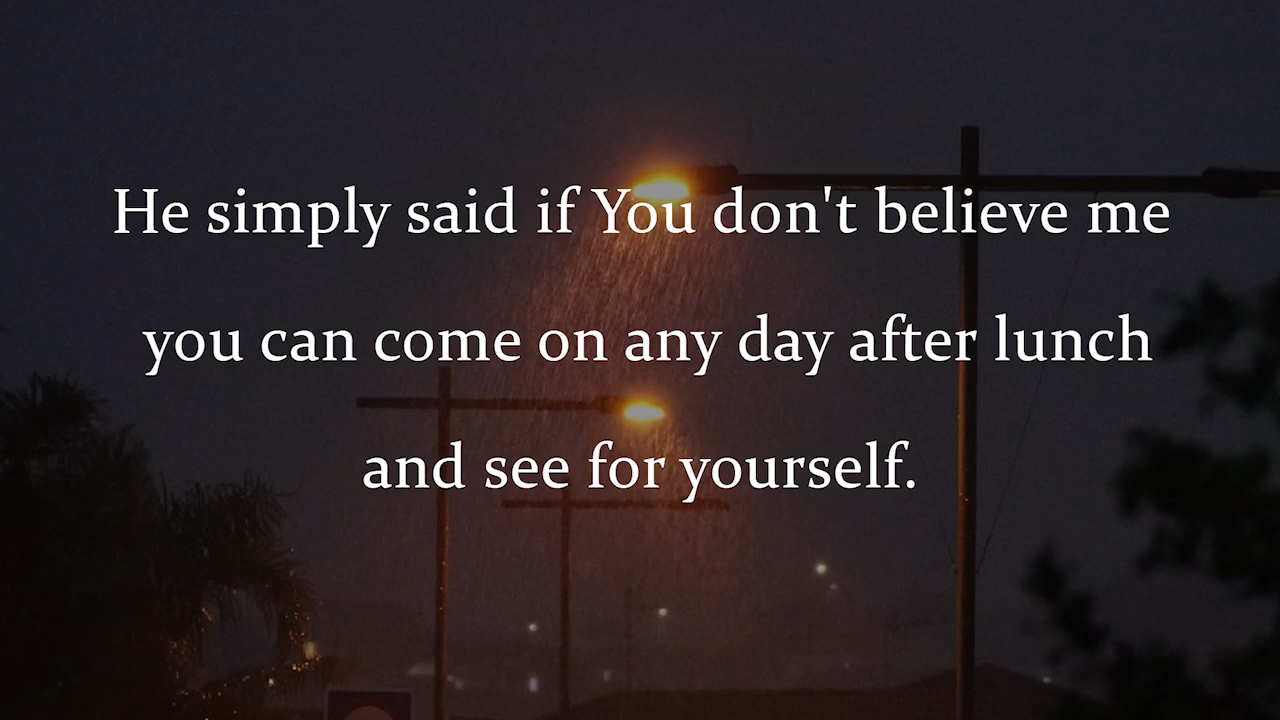 He simply said if You don't believe me
you can come on any day after lunch
and see for yourself.